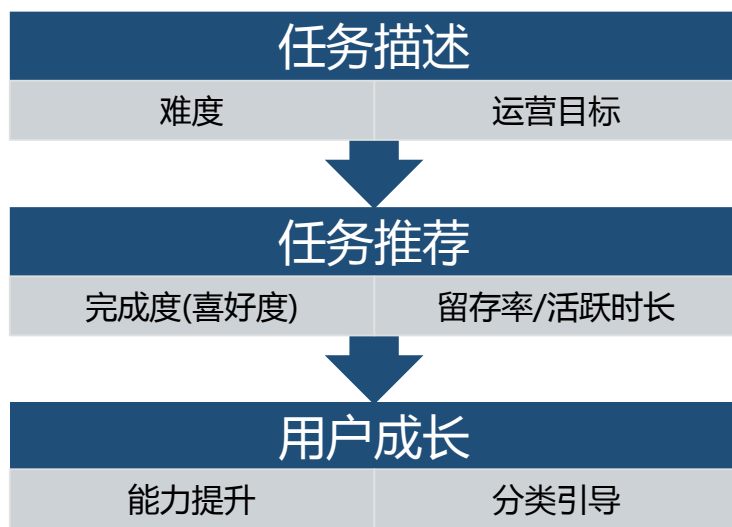 任务描述
难度 运营目标
任务推荐
完成度(喜好度) 留存率/活跃时长
用户成长
能力提升 分类引导